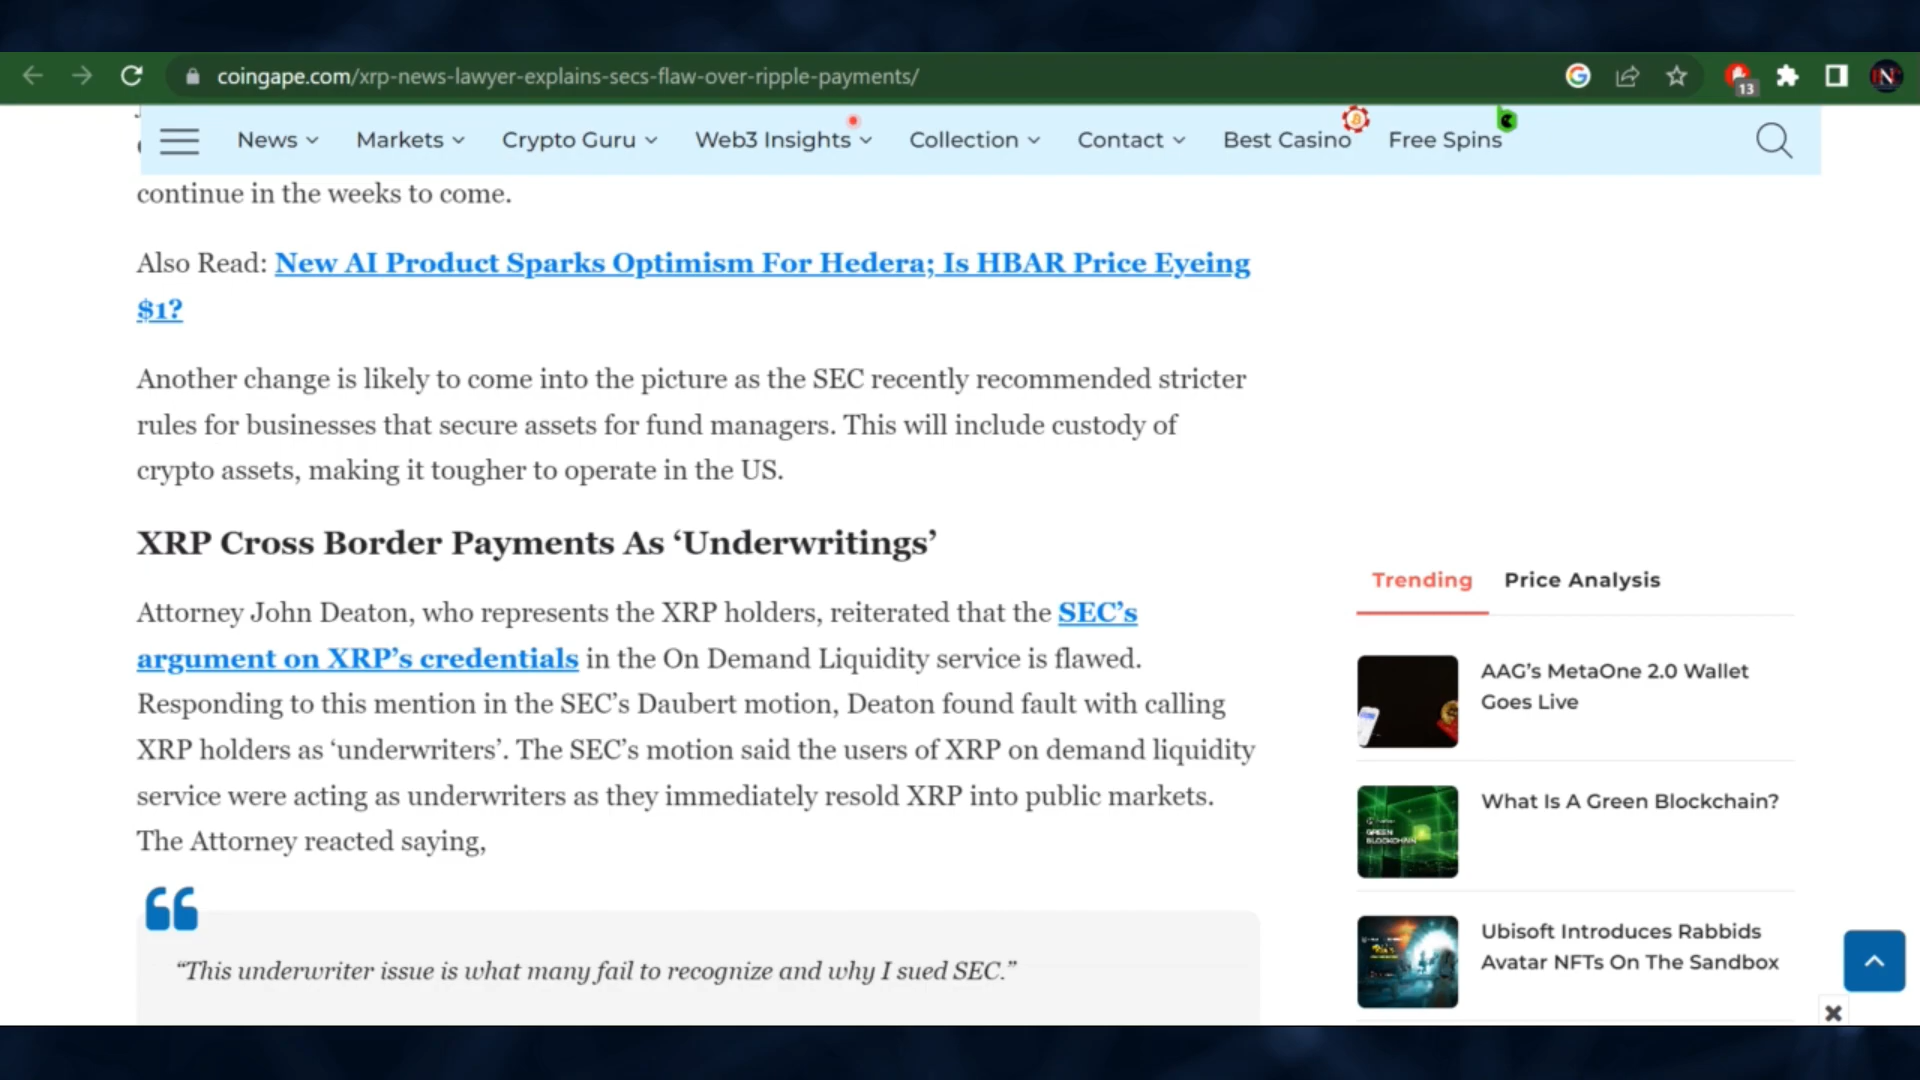 coingape.com/xrp-news-lawyer-explains-secs-flaw-over-ripple-payments/
13
News
Markets
Crypto Guru
Web3 Insights
Collection
Contact
Best Casino
Free Spins
continue in the weeks to come.
Also Read: New AI Product Sparks Optimism For Hedera; Is HBAR Price Eyeing
$1?
Another change is likely to come into the picture as the SEC recently recommended stricter
rules for businesses that secure assets for fund managers. This will include custody of
crypto assets, making it tougher to operate in the US.
XRP Cross Border Payments As ‘Underwritings’
Attorney John Deaton, who represents the XRP holders, reiterated that the SEC’s
argument on XRP’s credentials in the On Demand Liquidity service is flawed.
Responding to this mention in the SEC’s Daubert motion, Deaton found fault with calling
XRP holders as ‘underwriters’. The SEC’s motion said the users of XRP on demand liquidity
service were acting as underwriters as they immediately resold XRP into public markets.
The Attorney reacted saying,
“This underwriter issue is what many fail to recognize and why I sued SEC.”
Trending
Price Analysis
AAG’s MetaOne 2.0 Wallet
Goes Live
GREEN
BLOCKCHAIN
What Is A Green Blockchain?
Ubisoft Introduces Rabbids
Avatar NFTs On The Sandbox